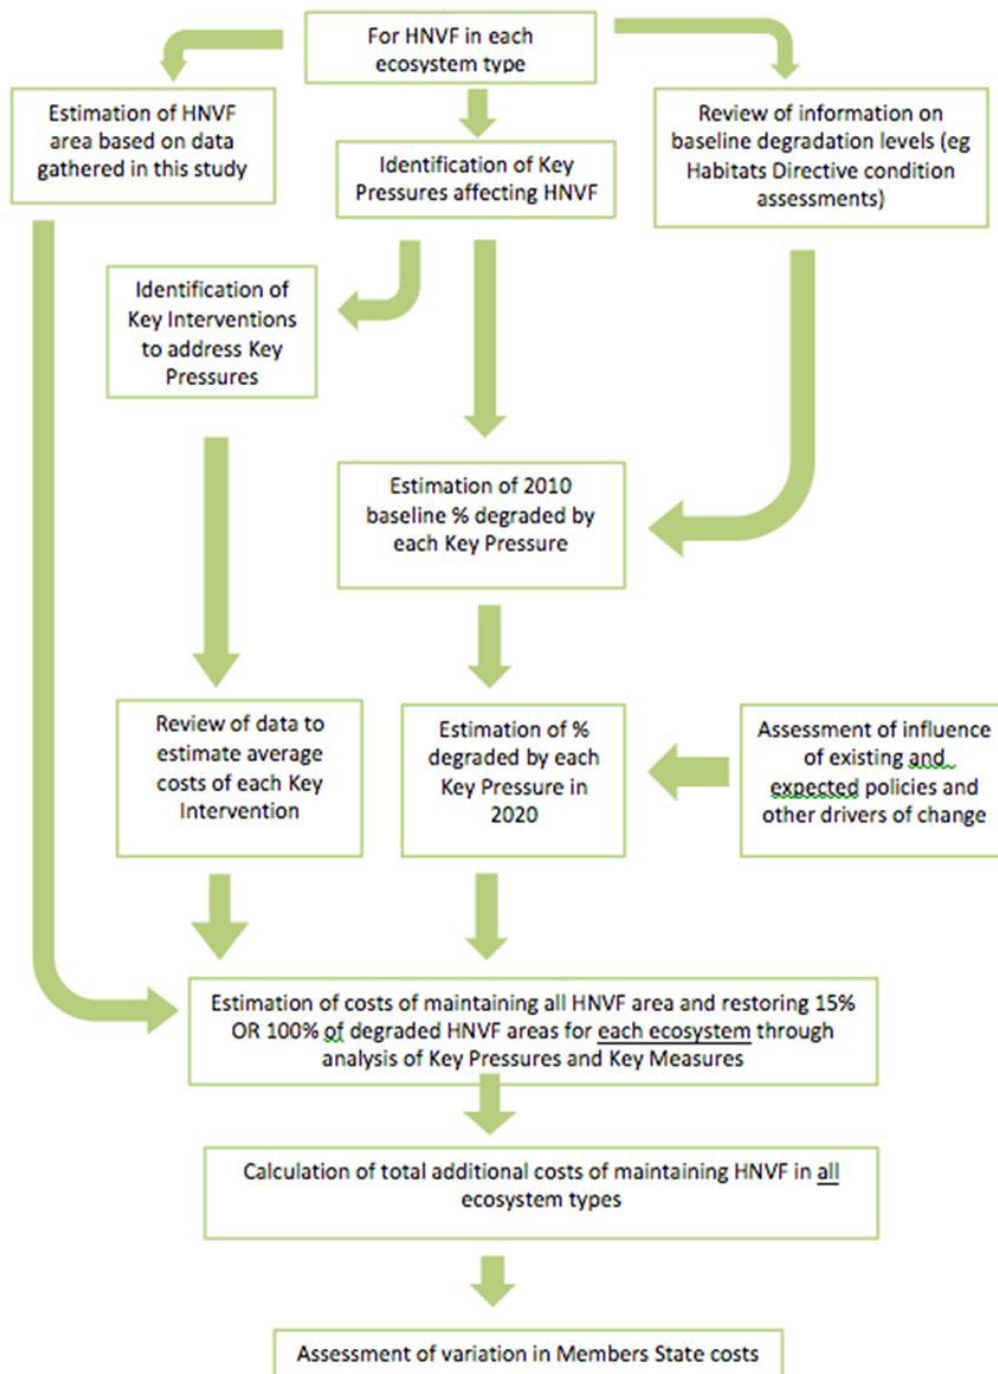 For HNVF in each
ecosystem type
Estimation of HNVF
area based on data
gathered in this study
Review of information on
baseline degradation levels (eg
Habitats Directive condition
assessments)
Identification of Key
Pressures affecting HNVF
Identification of
Key Interventions
to address Key
Pressures
Estimation of 2010
baseline % degraded by
each Key Pressure
Review of data to
estimate average
costs of each Key
Intervention
Estimation of %
degraded by each
Key Pressure in
2020
Assessment of influence
of existing and
expected policies and
other drivers of change
Estimation of costs of maintaining all HNVF area and restoring 15%
OR 100% of degraded HNVF areas for each ecosystem through
analysis of Key Pressures and Key Measures
Calculation of total additional costs of maintaining HNVF in all
ecosystem types
Assessment of variation in Members State costs